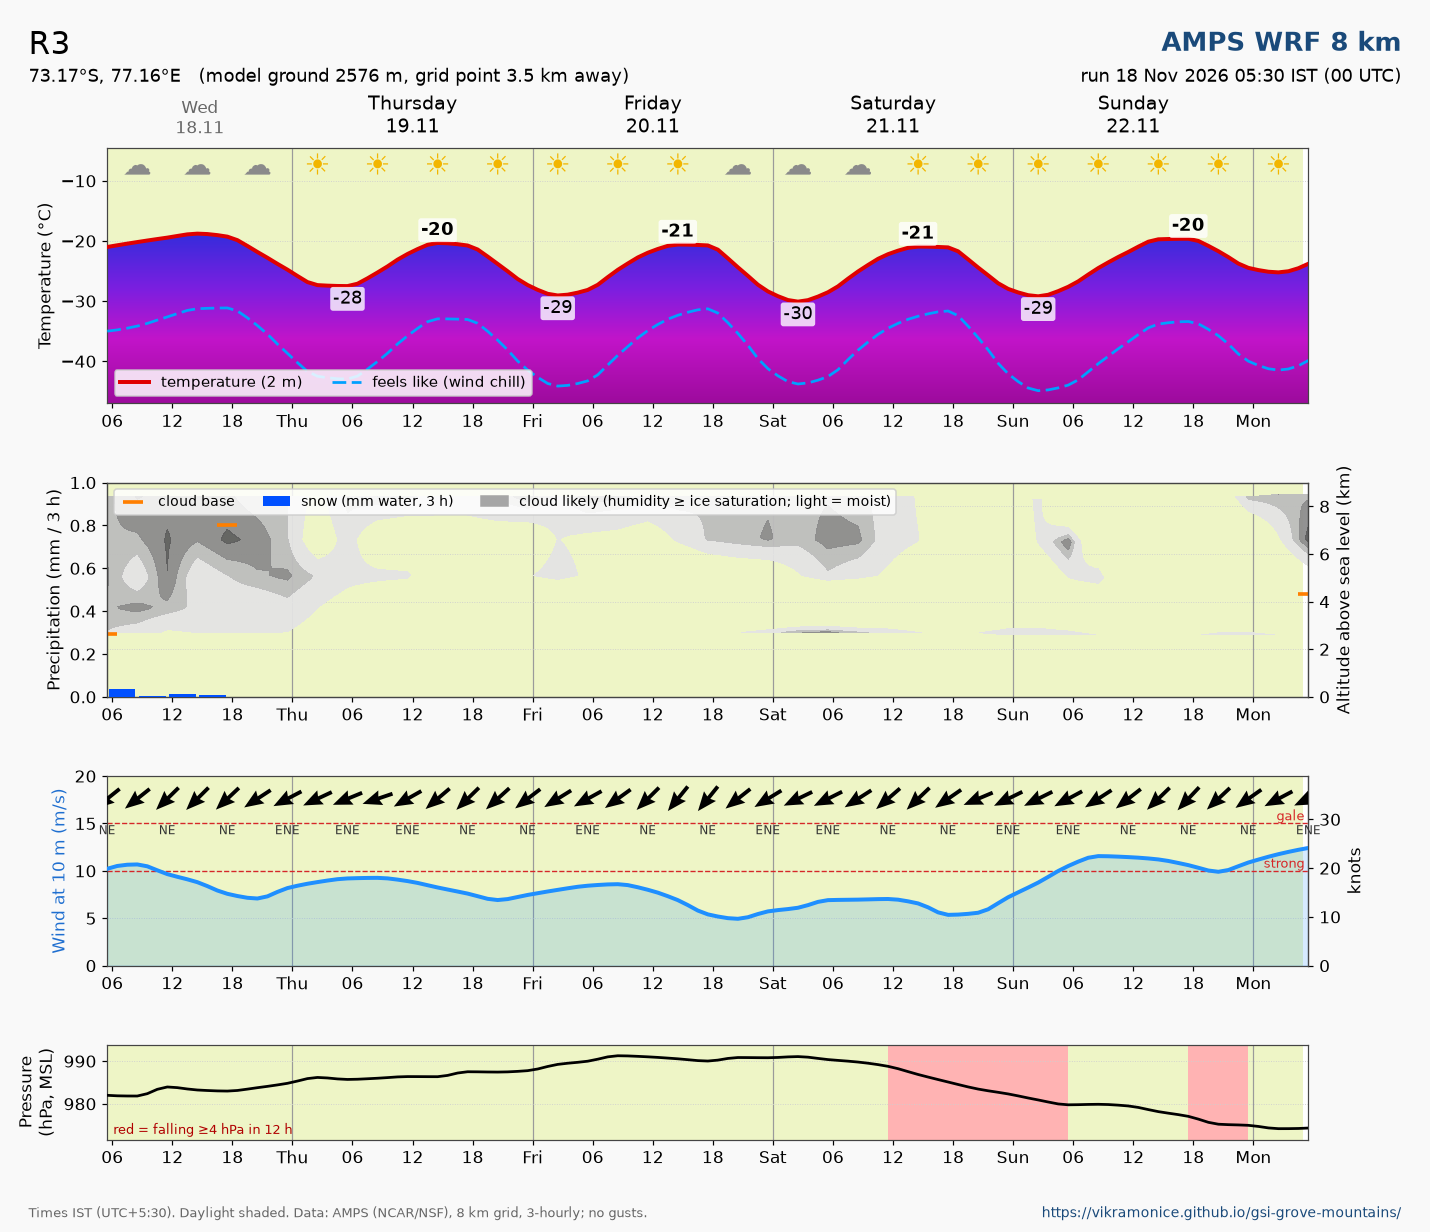 R3
AMPS WRF 8 km
73.17°S, 77.16°E (model ground 2576 m, grid point 3.5 km away)
run 18 Nov 2026 05:30 IST (00 UTC)
Wed
18.11
Thursday
19.11
Friday
20.11
Saturday
21.11
Sunday
22.11
Temperature (°C)
−10
−20
−30
−40
-20
-21
-21
-20
-28
-29
-30
-29
temperature (2 m)
feels like (wind chill)
06 12 18 Thu 06 12 18 Fri 06 12 18 Sat 06 12 18 Sun 06 12 18 Mon
Precipitation (mm / 3 h)
1.0
0.8
0.6
0.4
0.2
0.0
cloud base
snow (mm water, 3 h)
cloud likely (humidity ≥ ice saturation; light = moist)
8
6
4
2
0
Altitude above sea level (km)
06 12 18 Thu 06 12 18 Fri 06 12 18 Sat 06 12 18 Sun 06 12 18 Mon
Wind at 10 m (m/s)
20
15
10
5
0
gale
NE NE NE ENE ENE ENE NE NE ENE NE NE ENE ENE NE NE ENE ENE NE NE NE ENE
strong
30
20
10
0
knots
06 12 18 Thu 06 12 18 Fri 06 12 18 Sat 06 12 18 Sun 06 12 18 Mon
Pressure
(hPa, MSL)
990
980
red = falling ≥4 hPa in 12 h
06 12 18 Thu 06 12 18 Fri 06 12 18 Sat 06 12 18 Sun 06 12 18 Mon
Times IST (UTC+5:30). Daylight shaded. Data: AMPS (NCAR/NSF), 8 km grid, 3-hourly; no gusts.
https://vikramonice.github.io/gsi-grove-mountains/